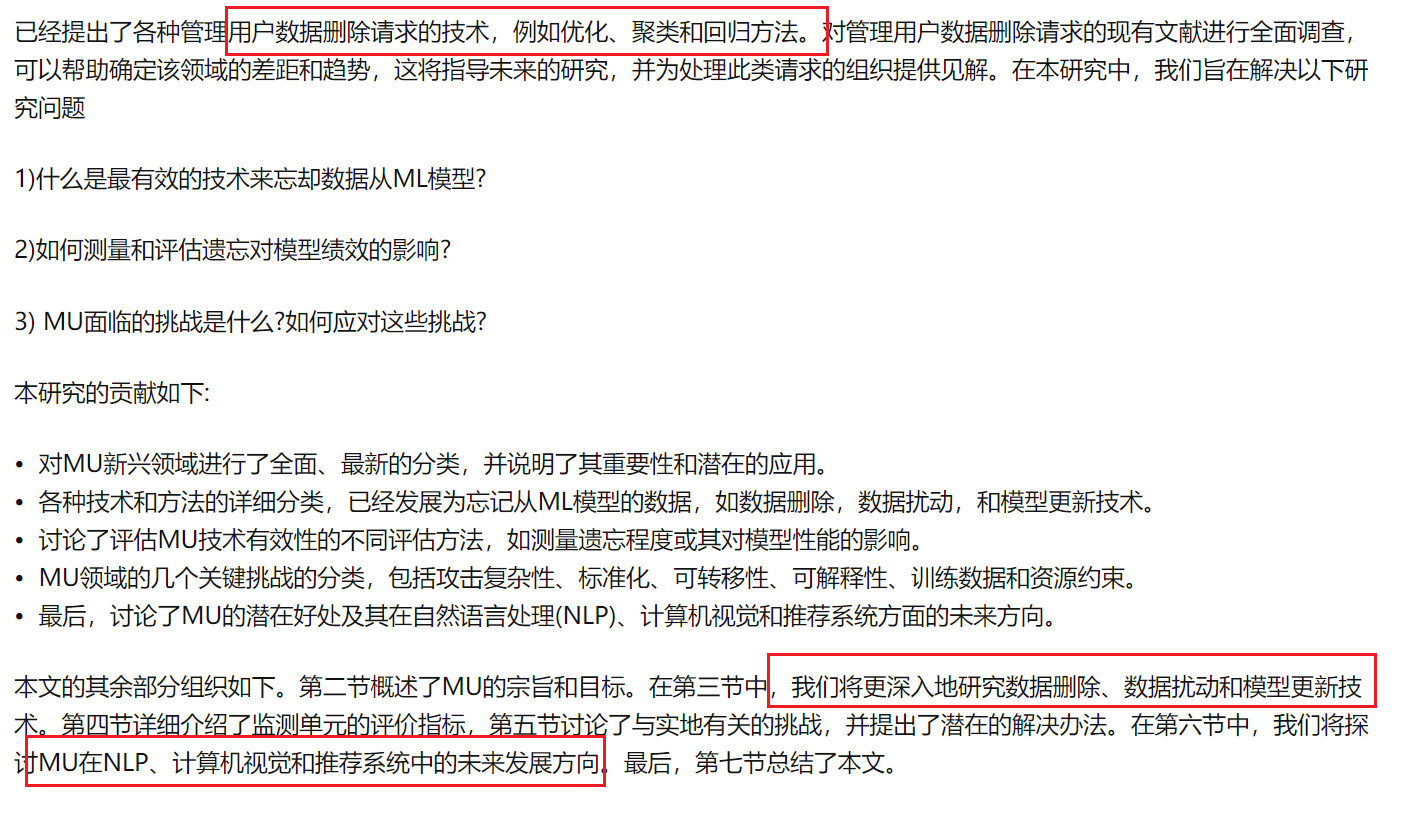 已经提出了各种管理用户数据删除请求的技术，例如优化、聚类和回归方法。对管理用户数据删除请求的现有文献进行全面调查，
可以帮助确定该领域的差距和趋势，这将指导未来的研究，并为处理此类请求的组织提供见解。在本研究中，我们旨在解决以下研
究问题
1)什么是最有效的技术来忘却数据从ML模型?
2)如何测量和评估遗忘对模型绩效的影响?
3) MU面临的挑战是什么?如何应对这些挑战?
本研究的贡献如下:
• 对MU新兴领域进行了全面、最新的分类，并说明了其重要性和潜在的应用。
• 各种技术和方法的详细分类，已经发展为忘记从ML模型的数据，如数据删除，数据扰动，和模型更新技术。
• 讨论了评估MU技术有效性的不同评估方法，如测量遗忘程度或其对模型性能的影响。
• MU领域的几个关键挑战的分类，包括攻击复杂性、标准化、可转移性、可解释性、训练数据和资源约束。
• 最后，讨论了MU的潜在好处及其在自然语言处理(NLP)、计算机视觉和推荐系统方面的未来方向。
本文的其余部分组织如下。第二节概述了MU的宗旨和目标。在第三节中，我们将更深入地研究数据删除、数据扰动和模型更新技
术。第四节详细介绍了监测单元的评价指标，第五节讨论了与实地有关的挑战，并提出了潜在的解决办法。在第六节中，我们将探
讨MU在NLP、计算机视觉和推荐系统中的未来发展方向。最后，第七节总结了本文。